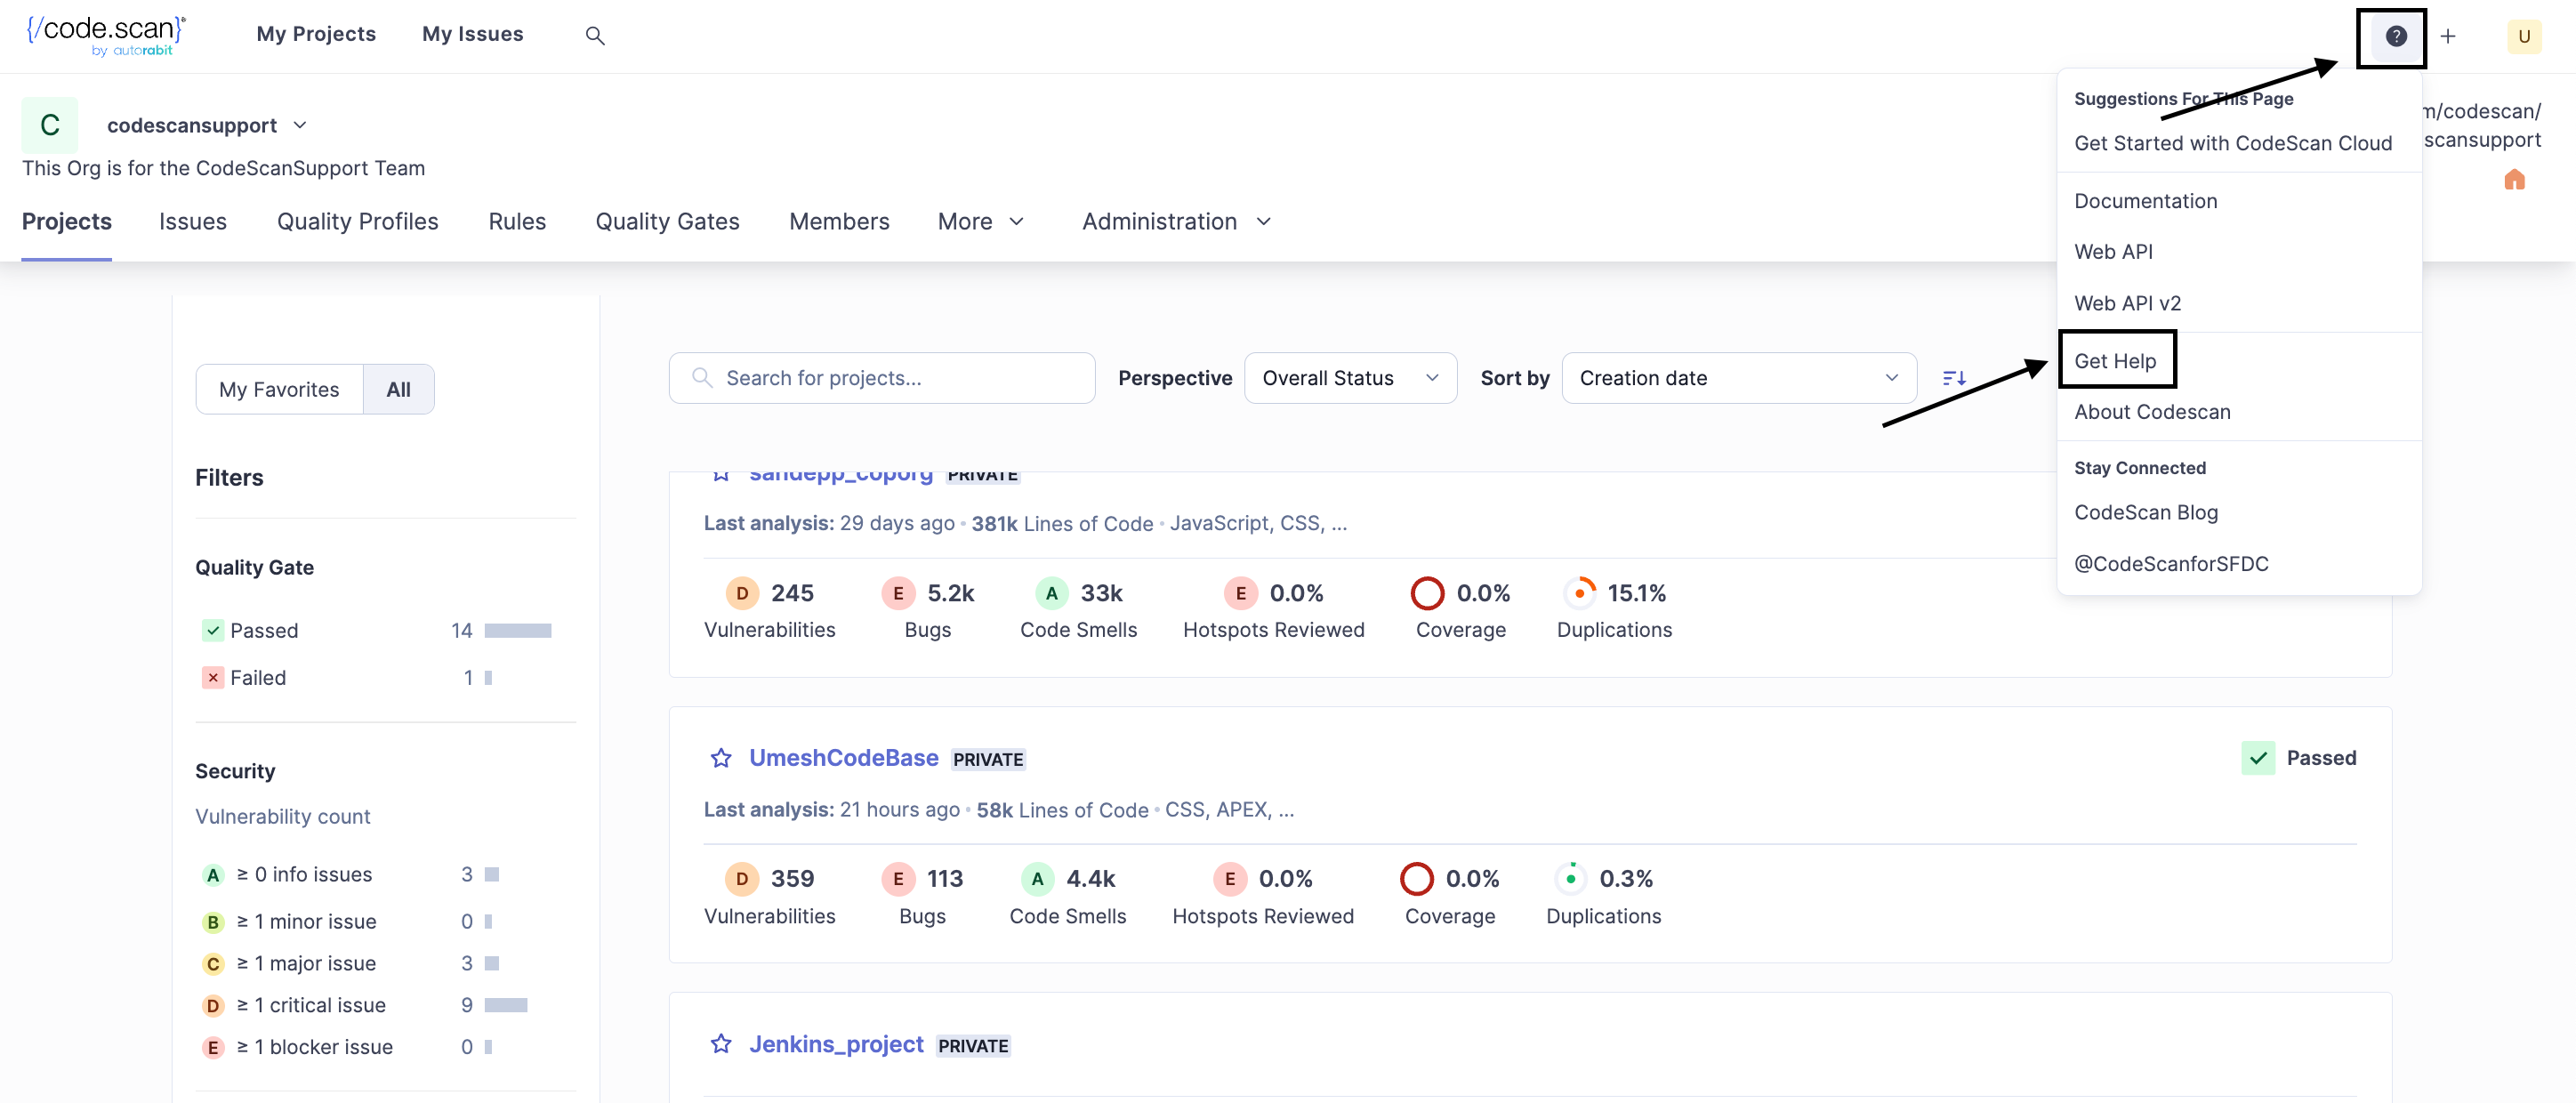 {/code.scan}®
by autorabit
My Projects
My Issues
?
+
U
C
codescansupport
This Org is for the CodeScanSupport Team
m/codescan/
scansupport
Projects
Issues
Quality Profiles
Rules
Quality Gates
Members
More
Administration
Suggestions For This Page
Get Started with CodeScan Cloud
Documentation
Web API
Web API v2
Get Help
About Codescan
Stay Connected
CodeScan Blog
@CodeScanforSFDC
My Favorites
All
Filters
Quality Gate
Passed 14
Failed 1
Security
Vulnerability count
A ≥ 0 info issues 3
B ≥ 1 minor issue 0
C ≥ 1 major issue 3
D ≥ 1 critical issue 9
E ≥ 1 blocker issue 0
Search for projects...
Perspective
Overall Status
Sort by
Creation date
sandepp_coporg PRIVATE
Last analysis: 29 days ago • 381k Lines of Code • JavaScript, CSS, ...
D 245 E 5.2k A 33k E 0.0% 0.0% 15.1%
Vulnerabilities Bugs Code Smells Hotspots Reviewed Coverage Duplications
UmeshCodeBase PRIVATE
Passed
Last analysis: 21 hours ago • 58k Lines of Code • CSS, APEX, ...
D 359 E 113 A 4.4k E 0.0% 0.0% 0.3%
Vulnerabilities Bugs Code Smells Hotspots Reviewed Coverage Duplications
Jenkins_project PRIVATE